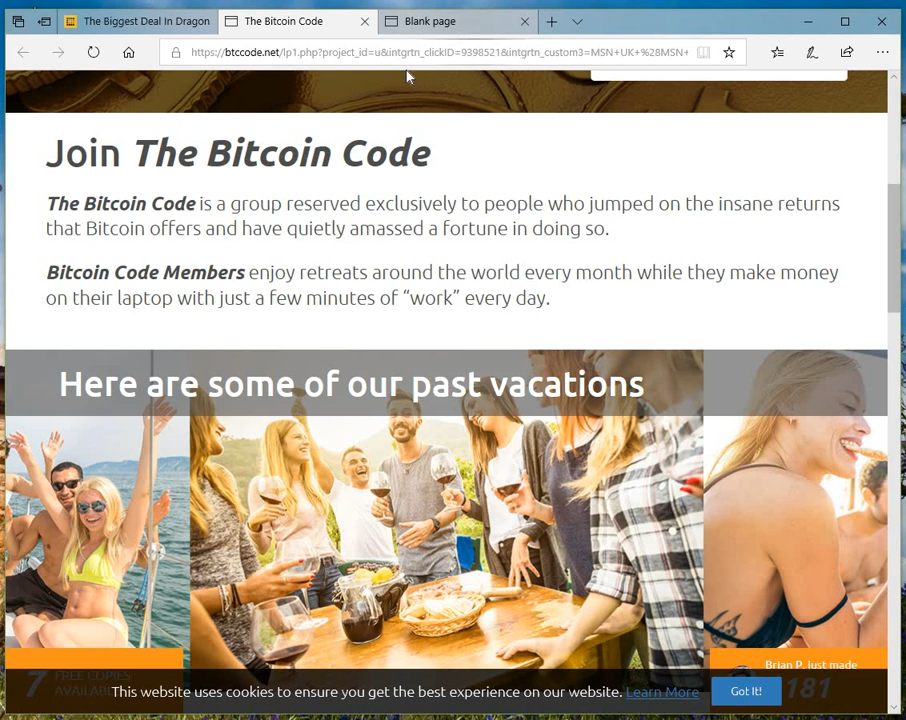 The Biggest Deal In Dragon
The Bitcoin Code
Blank page
https://btccode.net/lp1.php?project_id=u&intgrtn_clickID=9398521&intgrtn_custom3=MSN+UK+%28MSN+
Join The Bitcoin Code
The Bitcoin Code is a group reserved exclusively to people who jumped on the insane returns
that Bitcoin offers and have quietly amassed a fortune in doing so.
Bitcoin Code Members enjoy retreats around the world every month while they make money
on their laptop with just a few minutes of “work” every day.
Here are some of our past vacations
7 FREE COPIES
AVAILABLE
Brian P. just made
181
This website uses cookies to ensure you get the best experience on our website. Learn More
Got It!